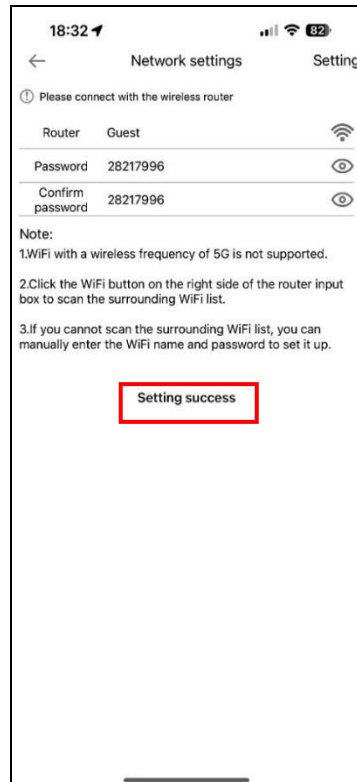 18:32 82
Network settings Setting
Please connect with the wireless router
Router Guest
Password 28217996
Confirm
password 28217996
Note:
1.WiFi with a wireless frequency of 5G is not supported.
2.Click the WiFi button on the right side of the router input
box to scan the surrounding WiFi list.
3.If you cannot scan the surrounding WiFi list, you can
manually enter the WiFi name and password to set it up.
Setting success